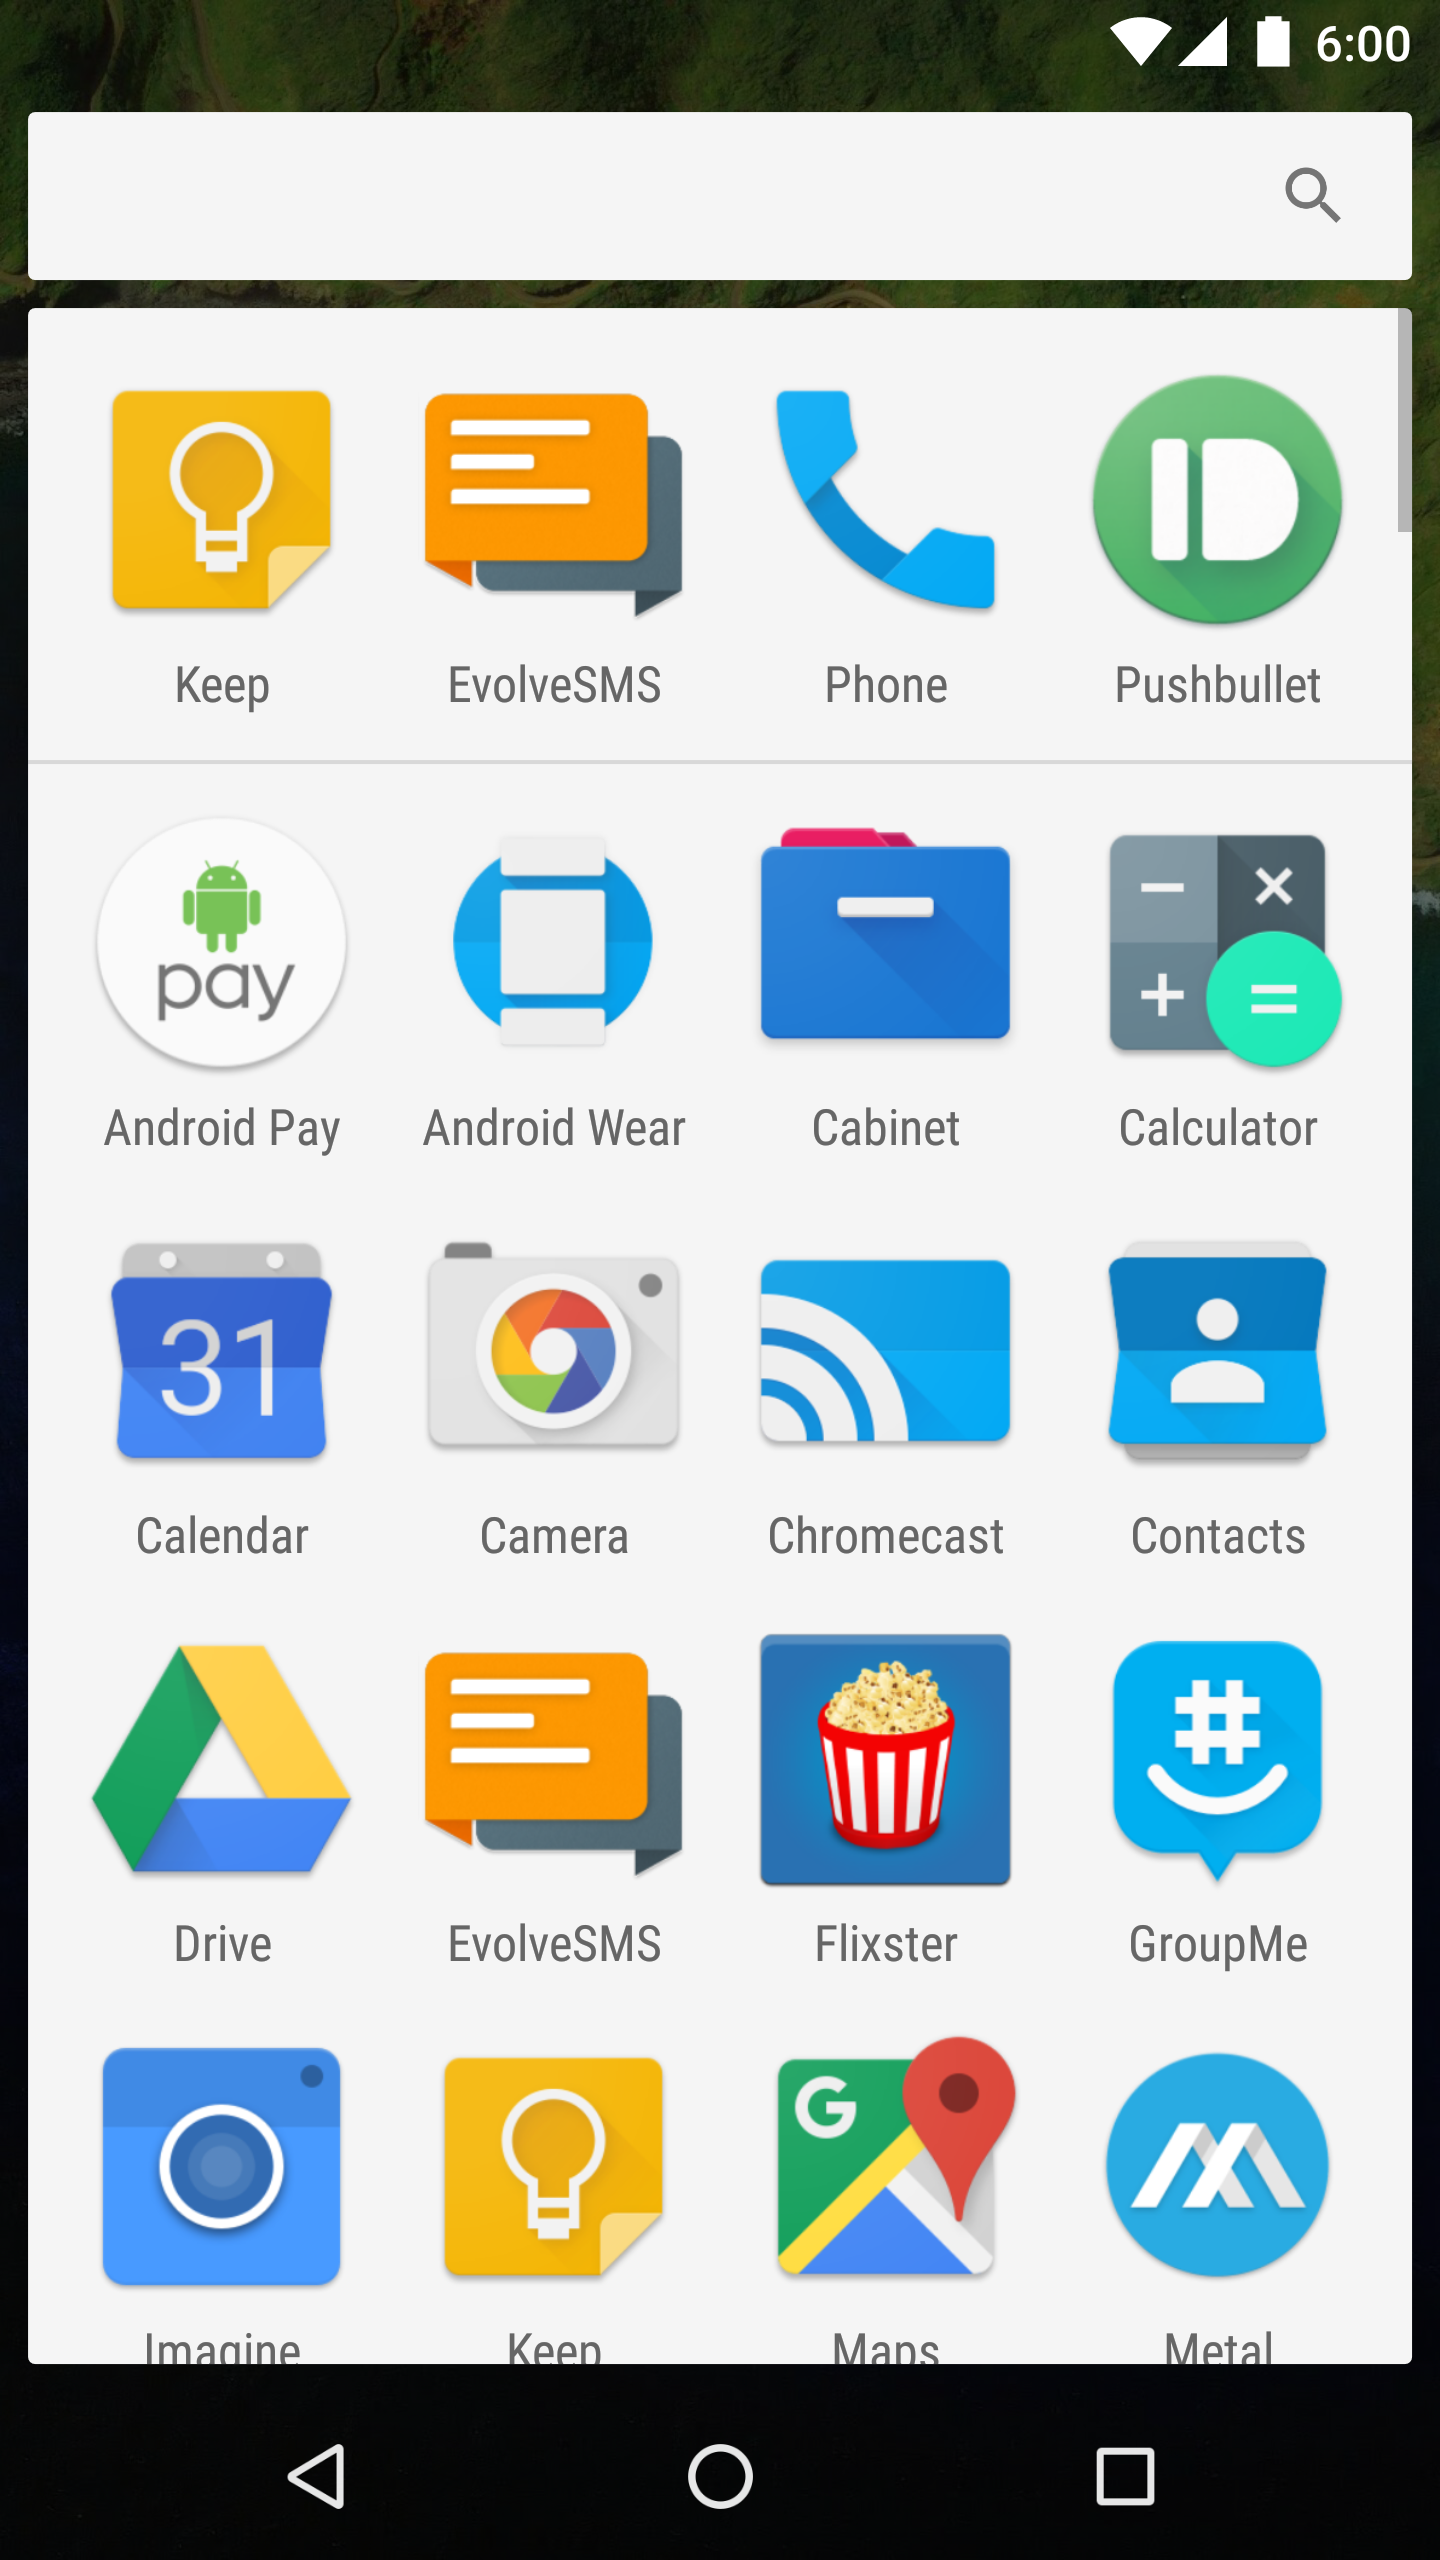 6:00
Keep EvolveSMS Phone Pushbullet
pay
Android Pay Android Wear Cabinet Calculator
31
Calendar Camera Chromecast Contacts
Drive EvolveSMS Flixster GroupMe
G
Imagine Keep Maps Metal